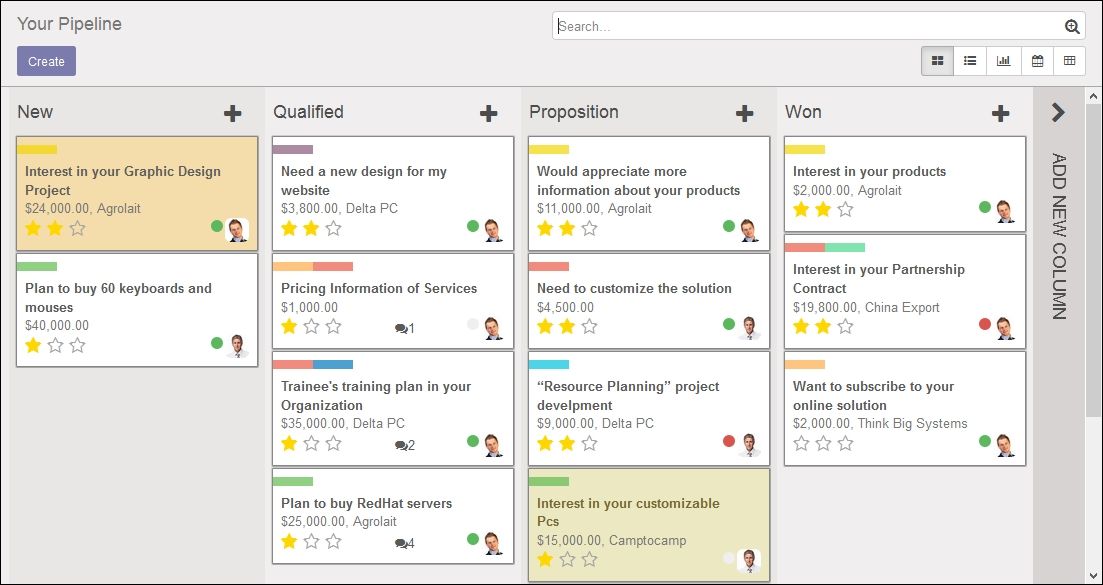 Your Pipeline
Search...
Create
New
Interest in your Graphic Design
Project
$24,000.00, Agrolait
Plan to buy 60 keyboards and
mouses
$40,000.00
Qualified
Need a new design for my
website
$3,800.00, Delta PC
Pricing Information of Services
$1,000.00
1
Trainee's training plan in your
Organization
$35,000.00, Delta PC
2
Plan to buy RedHat servers
$25,000.00, Agrolait
4
Proposition
Would appreciate more
information about your products
$11,000.00, Agrolait
Need to customize the solution
$4,500.00
“Resource Planning” project
develpment
$9,000.00, Delta PC
Interest in your customizable
Pcs
$15,000.00, Camptocamp
Won
Interest in your products
$2,000.00, Agrolait
Interest in your Partnership
Contract
$19,800.00, China Export
Want to subscribe to your
online solution
$2,000.00, Think Big Systems
ADD NEW COLUMN